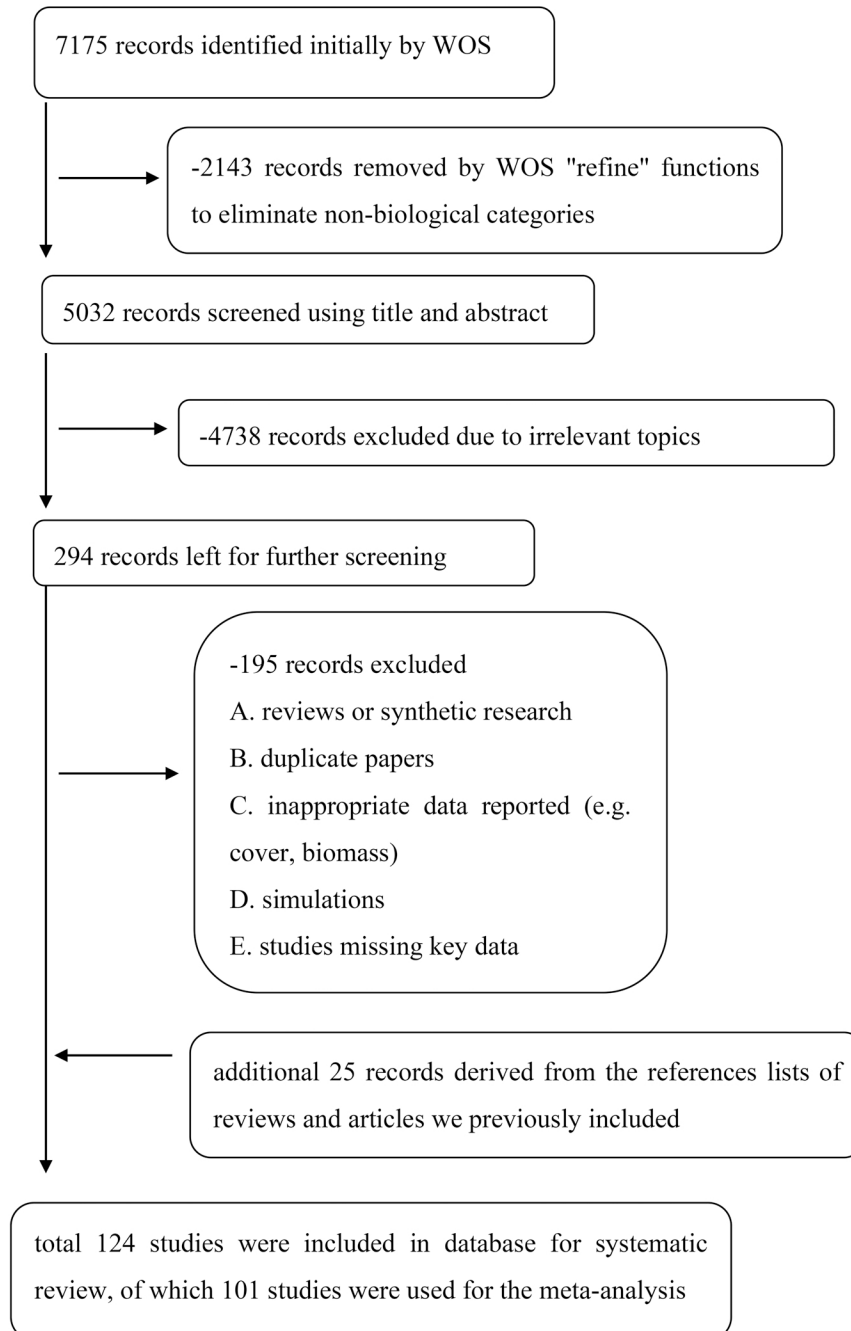 7175 records identified initially by WOS
-2143 records removed by WOS "refine" functions
to eliminate non-biological categories
5032 records screened using title and abstract
-4738 records excluded due to irrelevant topics
294 records left for further screening
-195 records excluded
A. reviews or synthetic research
B. duplicate papers
C. inappropriate data reported (e.g.
cover, biomass)
D. simulations
E. studies missing key data
additional 25 records derived from the references lists of
reviews and articles we previously included
total 124 studies were included in database for systematic
review, of which 101 studies were used for the meta-analysis